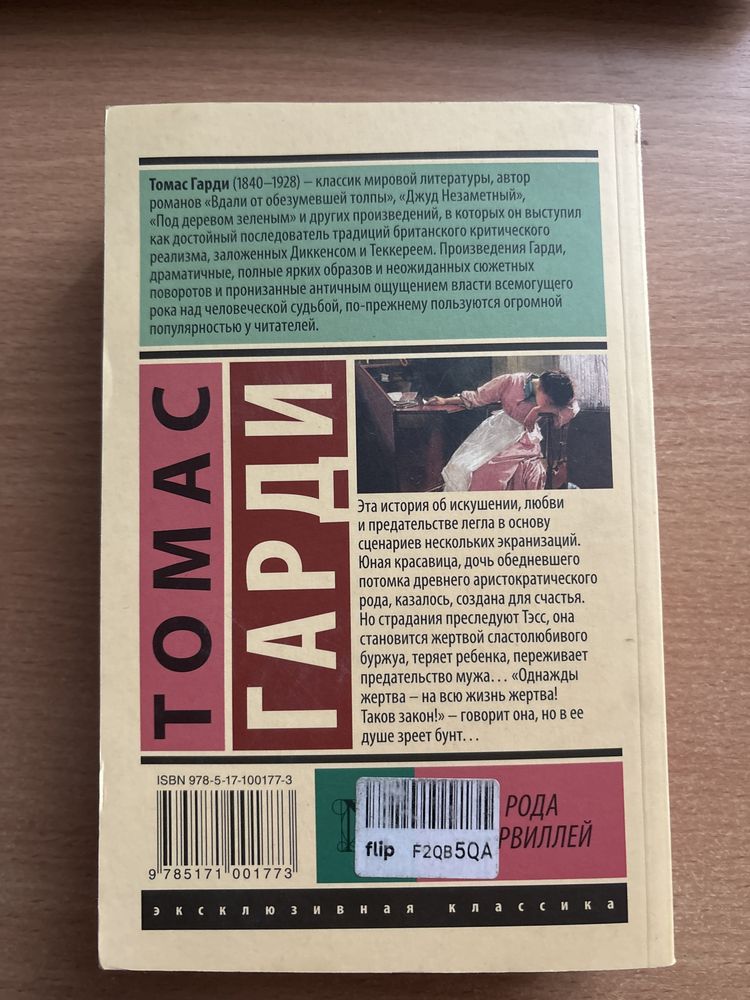 Томас Гарди (1840–1928) – классик мировой литературы, автор
романов «Вдали от обезумевшей толпы», «Джуд Незаметный»,
«Под деревом зеленым» и других произведений, в которых он выступил
как достойный последователь традиций британского критического
реализма, заложенных Диккенсом и Теккереем. Произведения Гарди,
драматичные, полные ярких образов и неожиданных сюжетных
поворотов и пронизанные античным ощущением власти всемогущего
рока над человеческой судьбой, по-прежнему пользуются огромной
популярностью у читателей.
ТОМАС
ГАРДИ
Эта история об искушении, любви
и предательстве легла в основу
сценариев нескольких экранизаций.
Юная красавица, дочь обедневшего
потомка древнего аристократического
рода, казалось, создана для счастья.
Но страдания преследуют Тэсс, она
становится жертвой сластолюбивого
буржуа, теряет ребенка, переживает
предательство мужа… «Однажды
жертва – на всю жизнь жертва!
Таков закон!» – говорит она, но в ее
душе зреет бунт…
ISBN 978-5-17-100177-3
9 785171 001773
flip F2QB5QA
РОДА
РВИЛЛЕЙ
эксклюзивная классика